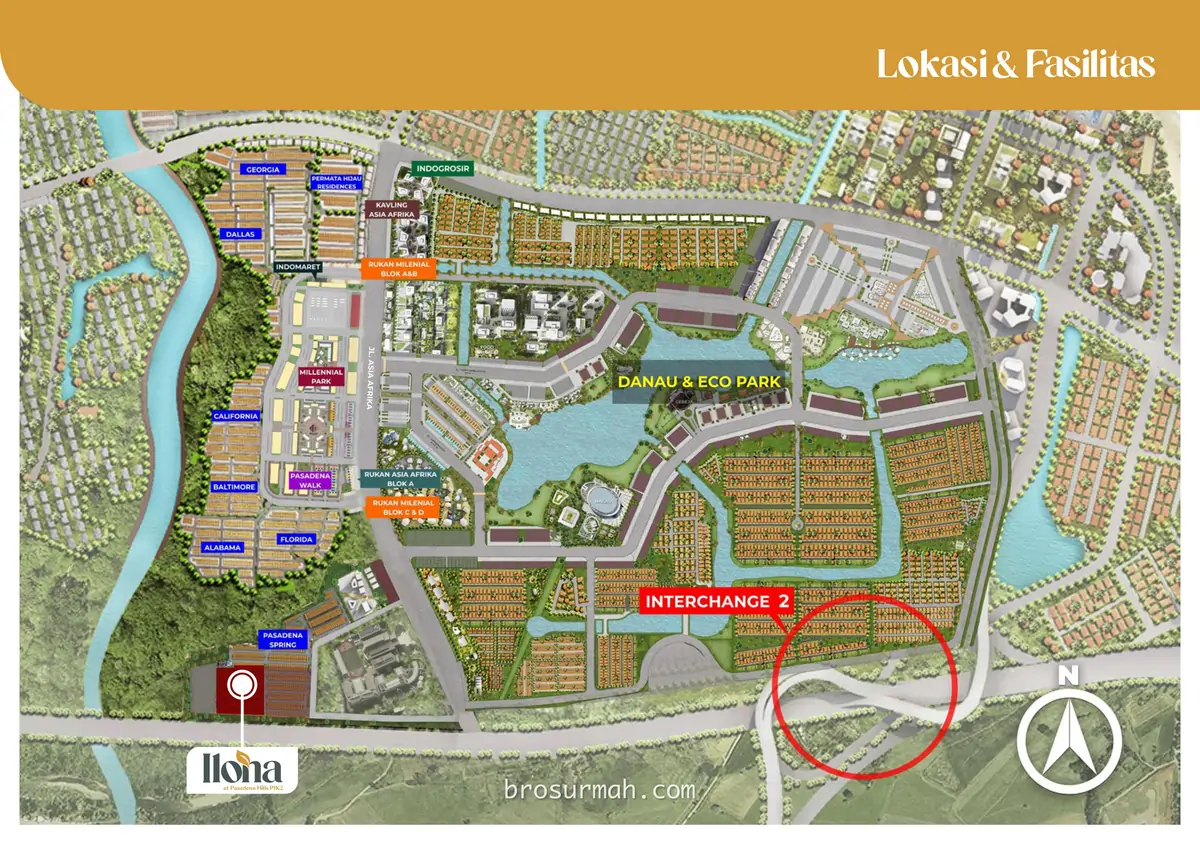 Lokasi & Fasilitas
INDOGROSIR
GEORGIA
PERMATA HIJAU
RESIDENCES
KAVLING
ASIA AFRIKA
DALLAS
INDOMARET
RUKAN MILENIAL
BLOK A&B
JL. ASIA AFRIKA
MILLENNIAL
PARK
DANAU & ECO PARK
CALIFORNIA
PASADENA
WALK
RUKAN ASIA AFRIKA
BLOK A
BALTIMORE
RUKAN MILENIAL
BLOK C & D
FLORIDA
ALABAMA
INTERCHANGE 2
PASADENA
SPRING
N
Ilona
at Pasadena Hills PIK2
brosurmah.com